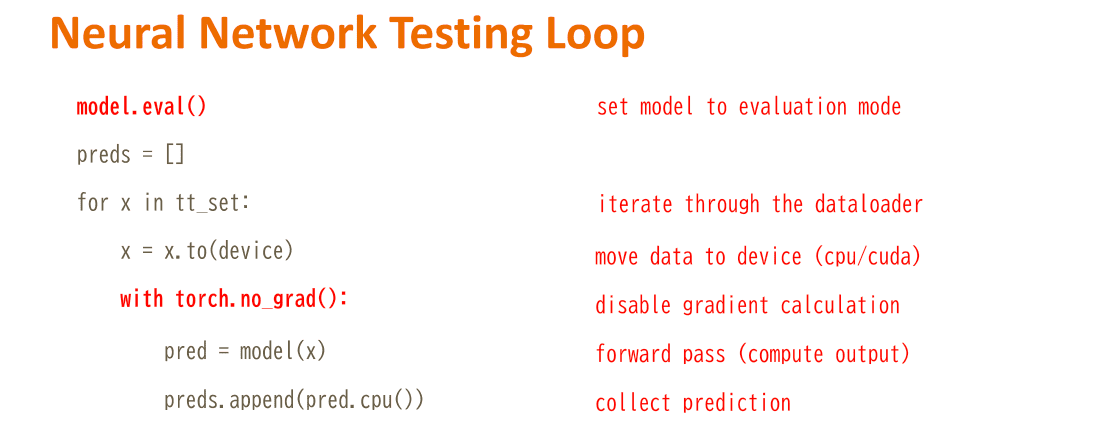 Neural Network Testing Loop
model.eval() set model to evaluation mode
preds = []
for x in tt_set: iterate through the dataloader
x = x.to(device) move data to device (cpu/cuda)
with torch.no_grad(): disable gradient calculation
pred = model(x) forward pass (compute output)
preds.append(pred.cpu()) collect prediction